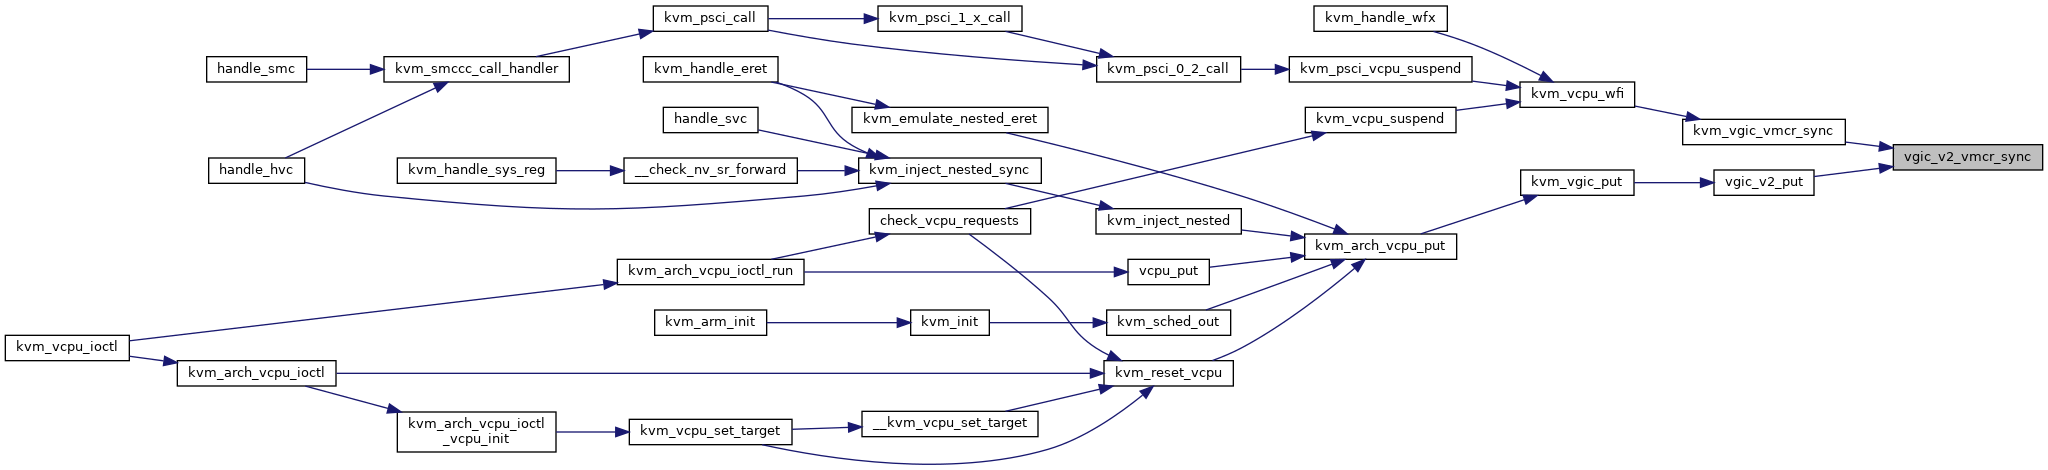 kvm_psci_call
kvm_psci_1_x_call
kvm_handle_wfx
handle_smc
kvm_smccc_call_handler
kvm_handle_eret
kvm_psci_0_2_call
kvm_psci_vcpu_suspend
kvm_vcpu_wfi
handle_svc
kvm_emulate_nested_eret
kvm_vcpu_suspend
kvm_vgic_vmcr_sync
vgic_v2_vmcr_sync
handle_hvc
kvm_handle_sys_reg
__check_nv_sr_forward
kvm_inject_nested_sync
kvm_vgic_put
vgic_v2_put
check_vcpu_requests
kvm_inject_nested
kvm_arch_vcpu_put
kvm_arch_vcpu_ioctl_run
vcpu_put
kvm_arm_init
kvm_init
kvm_sched_out
kvm_vcpu_ioctl
kvm_arch_vcpu_ioctl
kvm_reset_vcpu
kvm_arch_vcpu_ioctl
_vcpu_init
kvm_vcpu_set_target
__kvm_vcpu_set_target